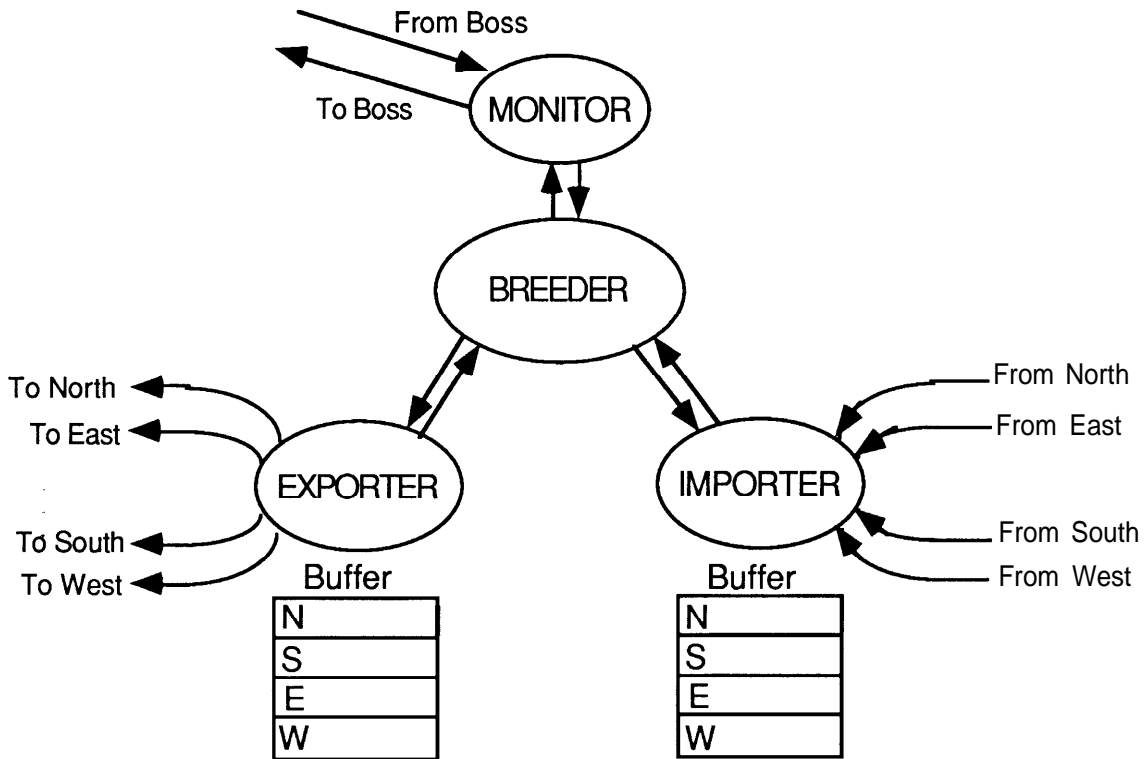 From Boss
To Boss
MONITOR
BREEDER
To North
To East
To South
To West
EXPORTER
IMPORTER
From North
From East
From South
From West
Buffer
N
S
E
W
Buffer
N
S
E
W